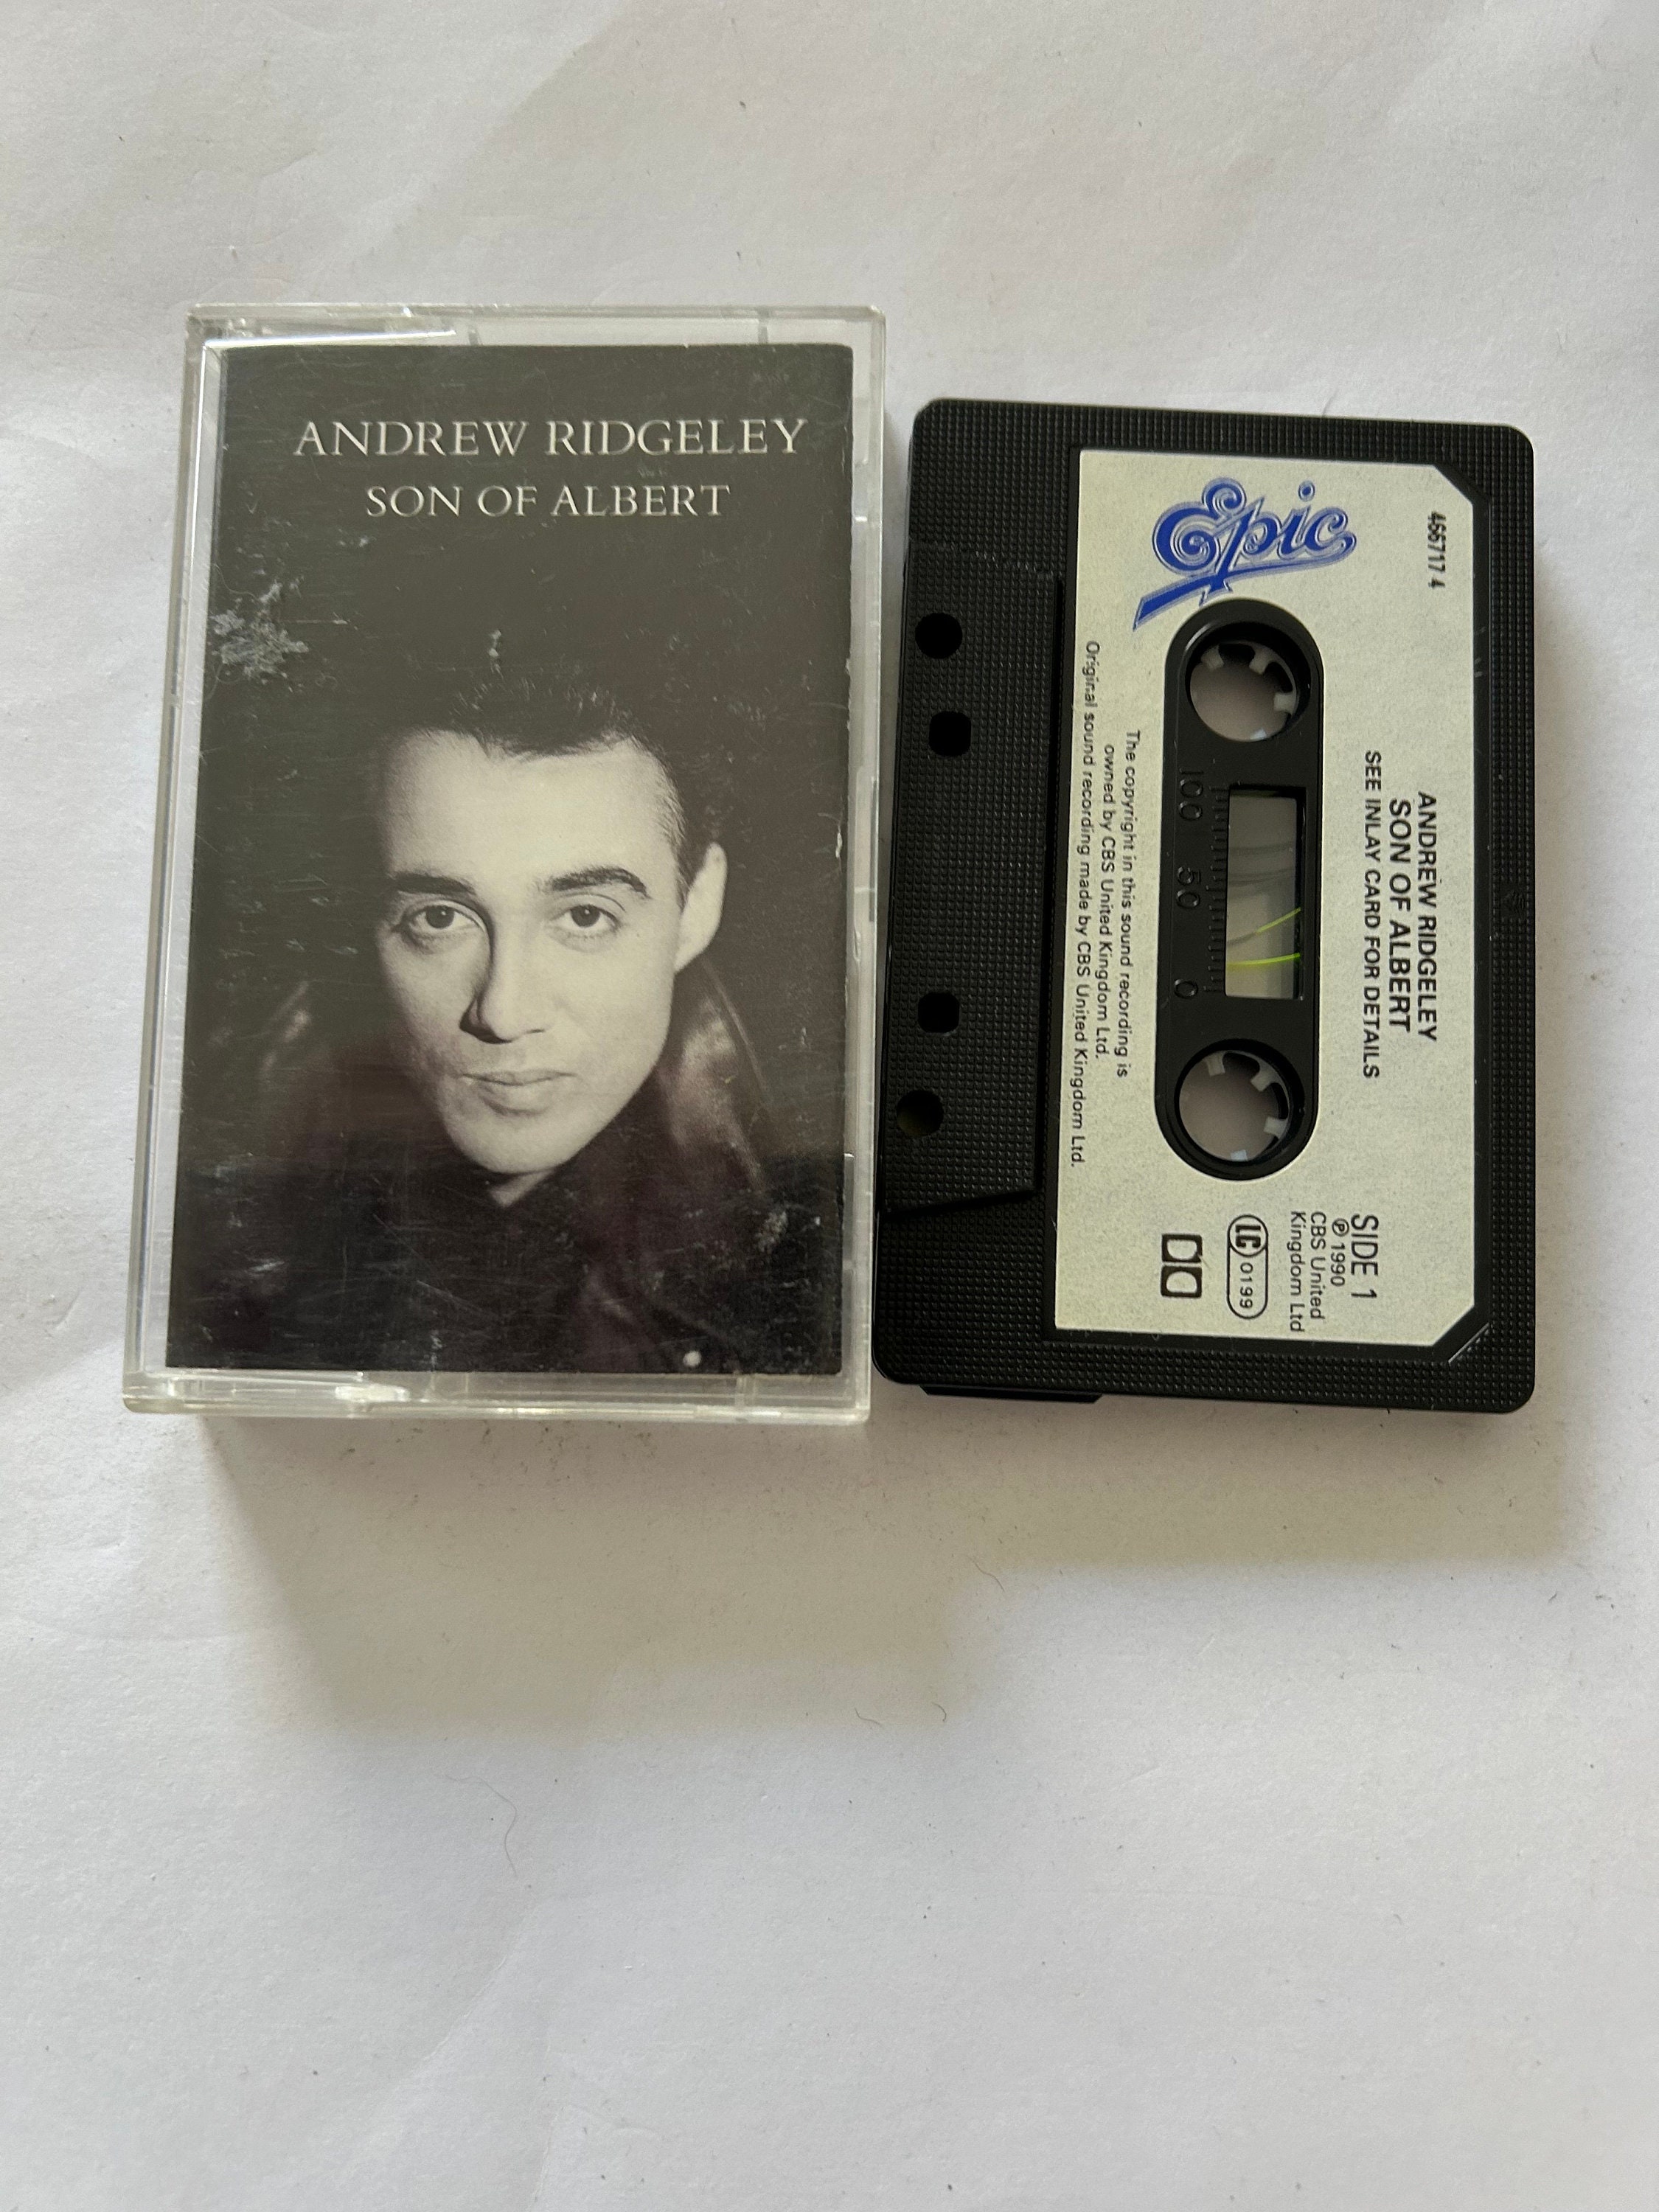 ANDREW RIDGELEY
SON OF ALBERT
466717 4
Epic
ANDREW RIDGELEY
SON OF ALBERT
SEE INLAY CARD FOR DETAILS
SIDE 1
℗ 1990
CBS United
Kingdom Ltd
LC 0199
100 50 0
The copyright in this sound recording is
owned by CBS United Kingdom Ltd.
Original sound recording made by CBS United Kingdom Ltd.